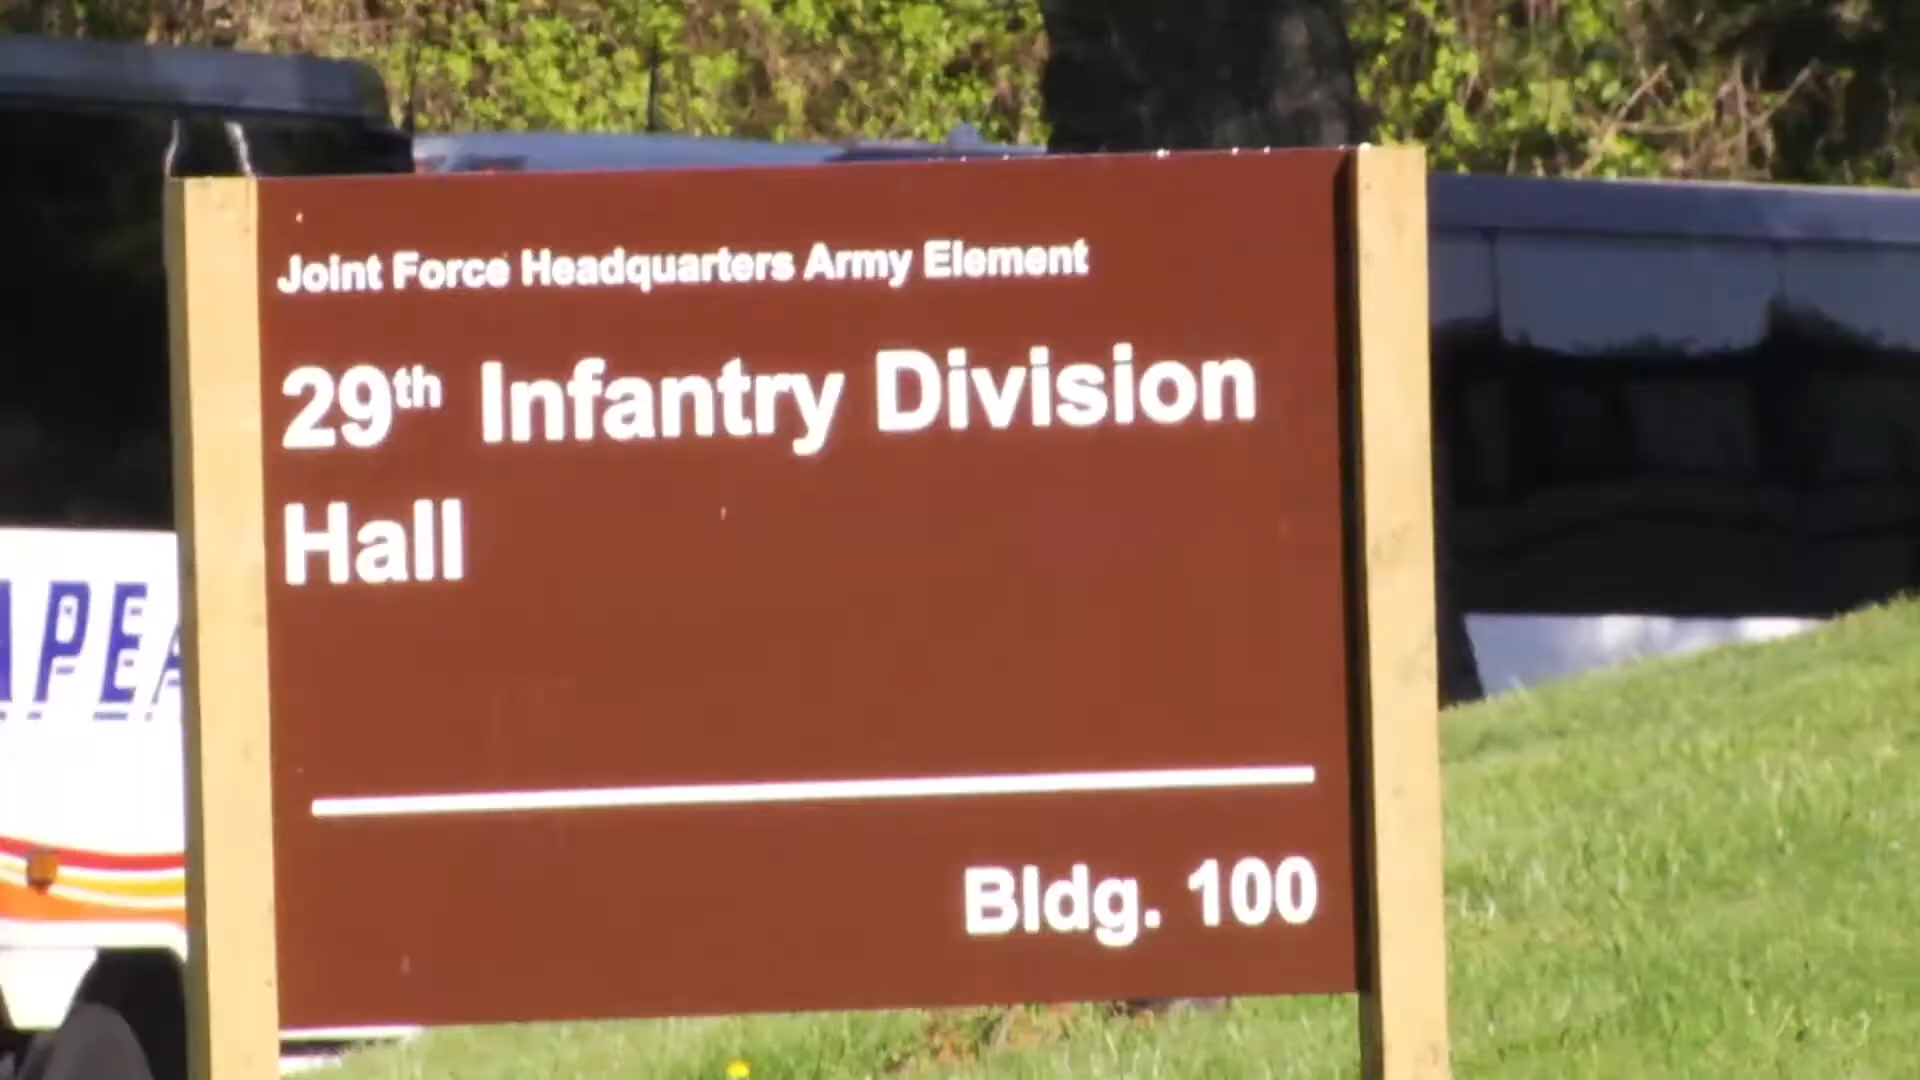 Joint Force Headquarters Army Element
29th Infantry Division
Hall
Bldg. 100